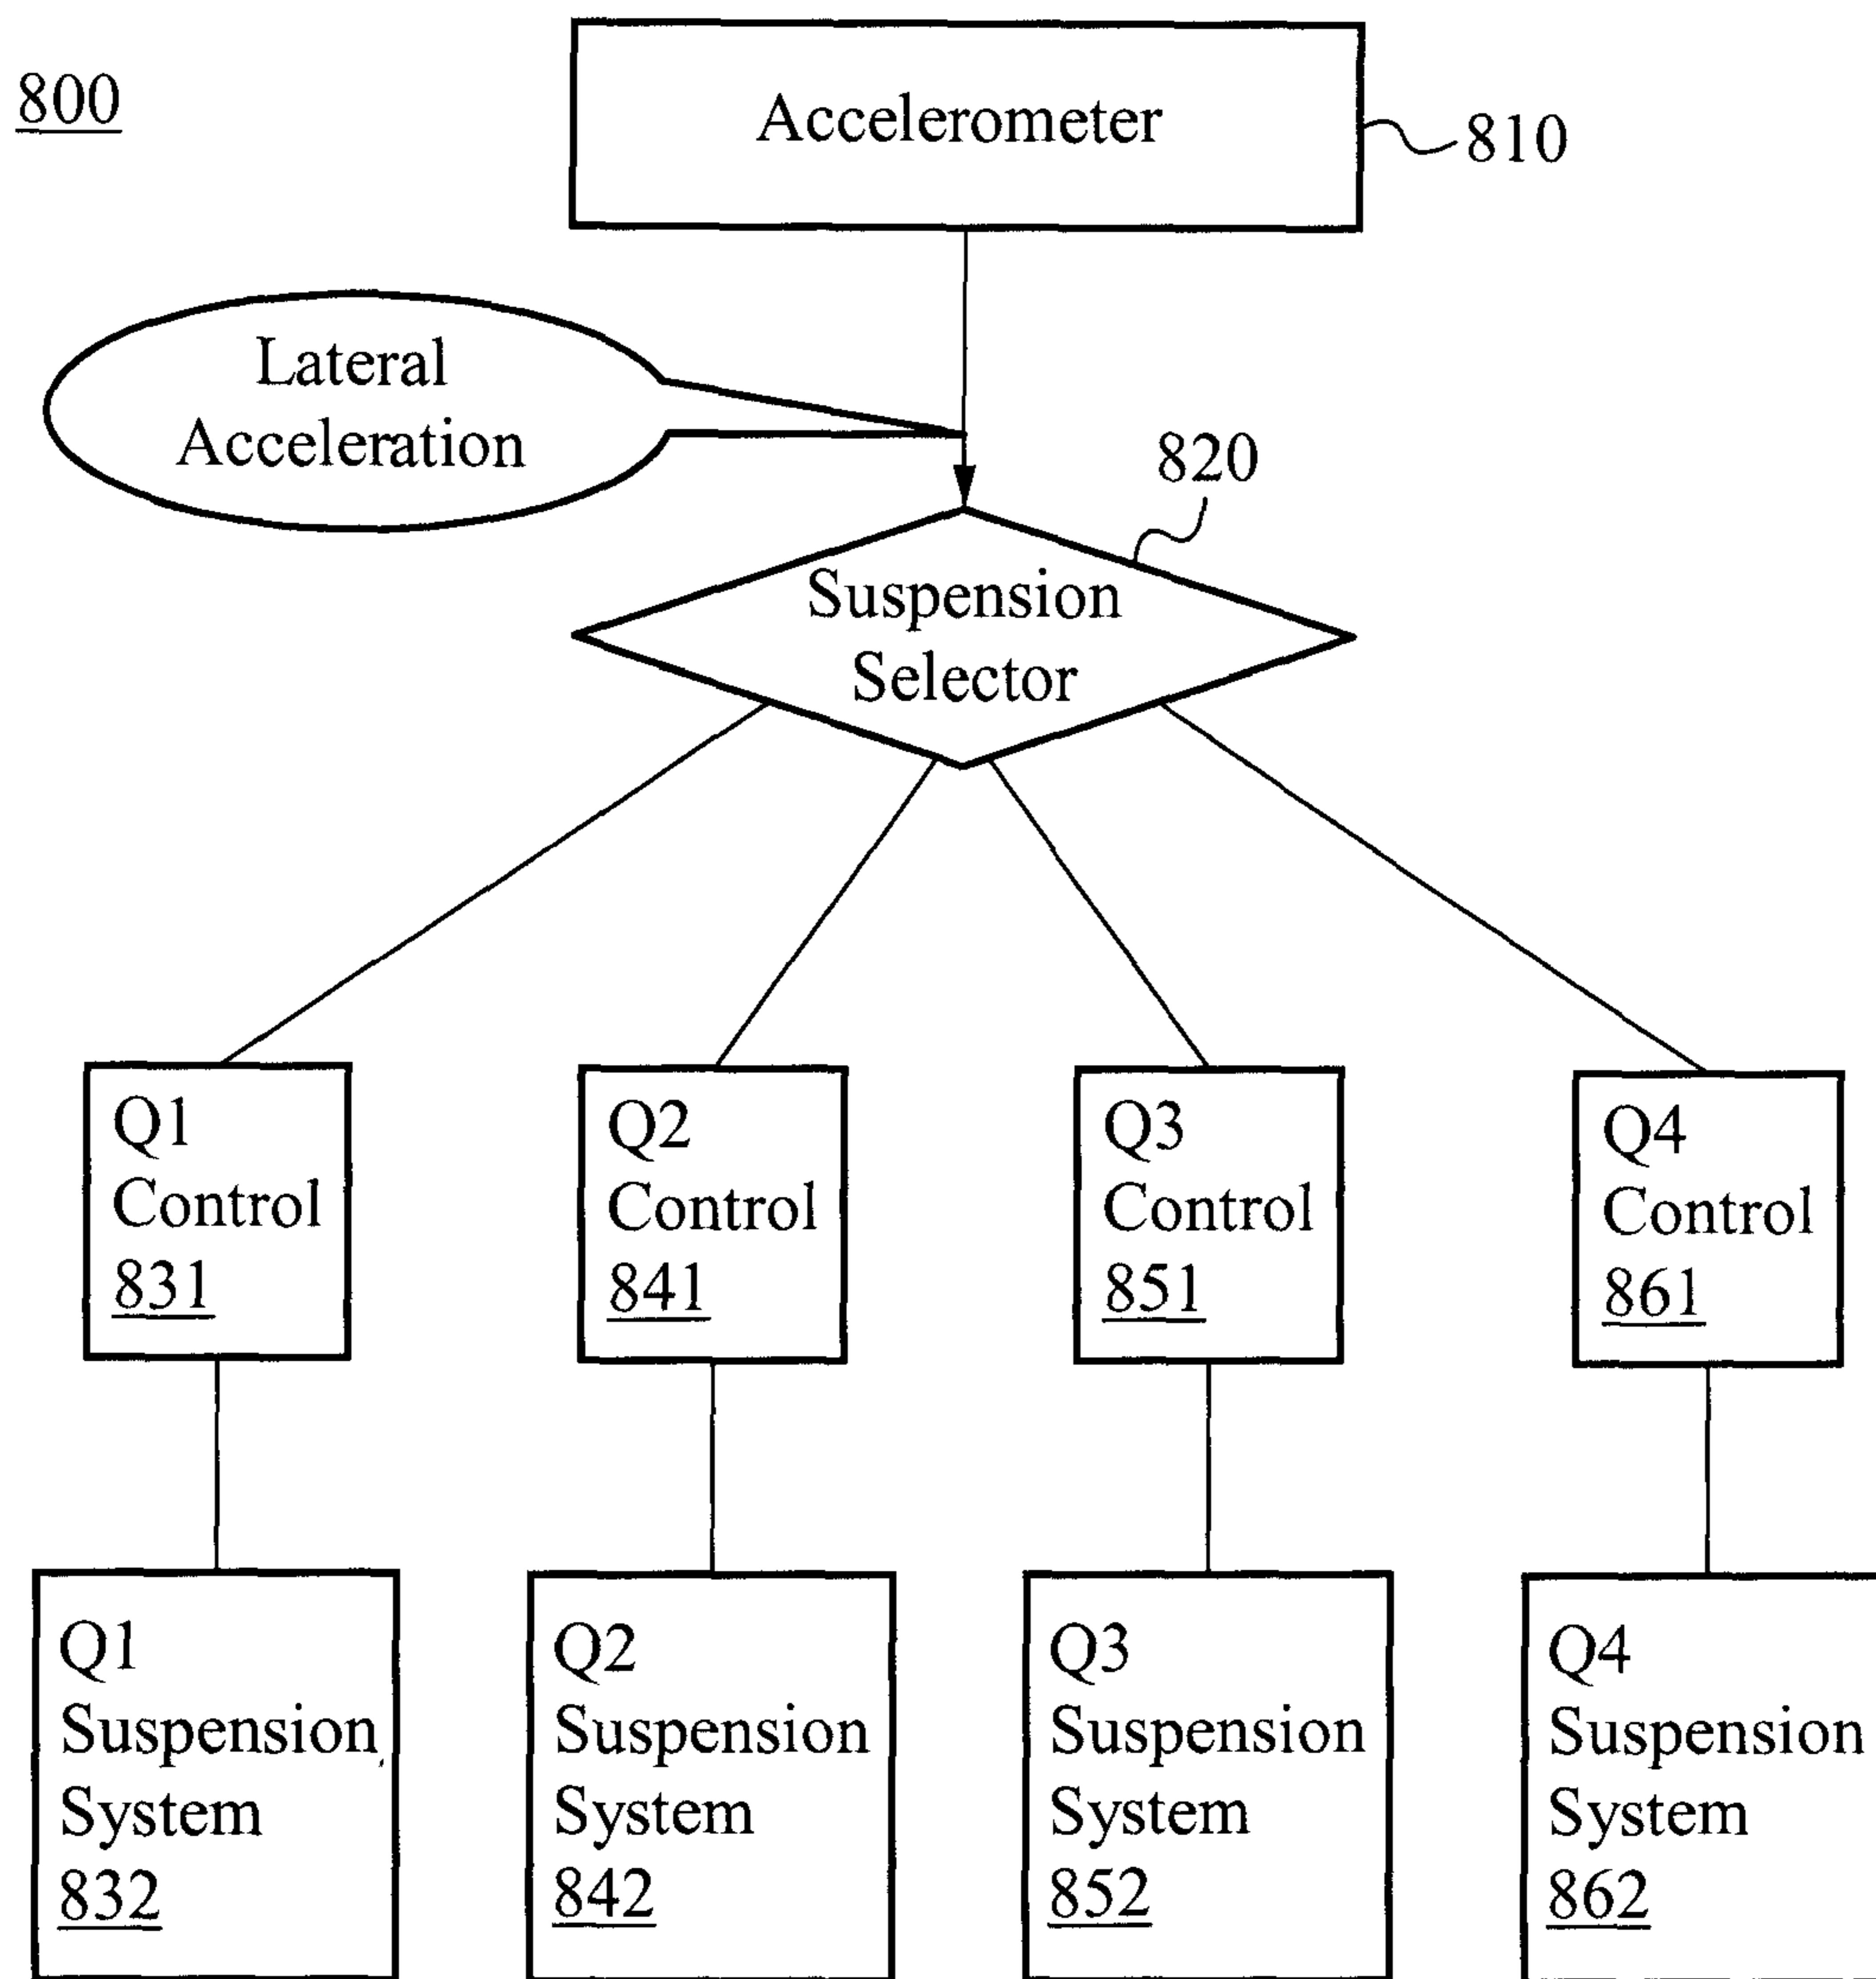 800
Accelerometer
810
Lateral
Acceleration
820
Suspension
Selector
Q1
Control
831
Q2
Control
841
Q3
Control
851
Q4
Control
861
Q1
Suspension
System
832
Q2
Suspension
System
842
Q3
Suspension
System
852
Q4
Suspension
System
862